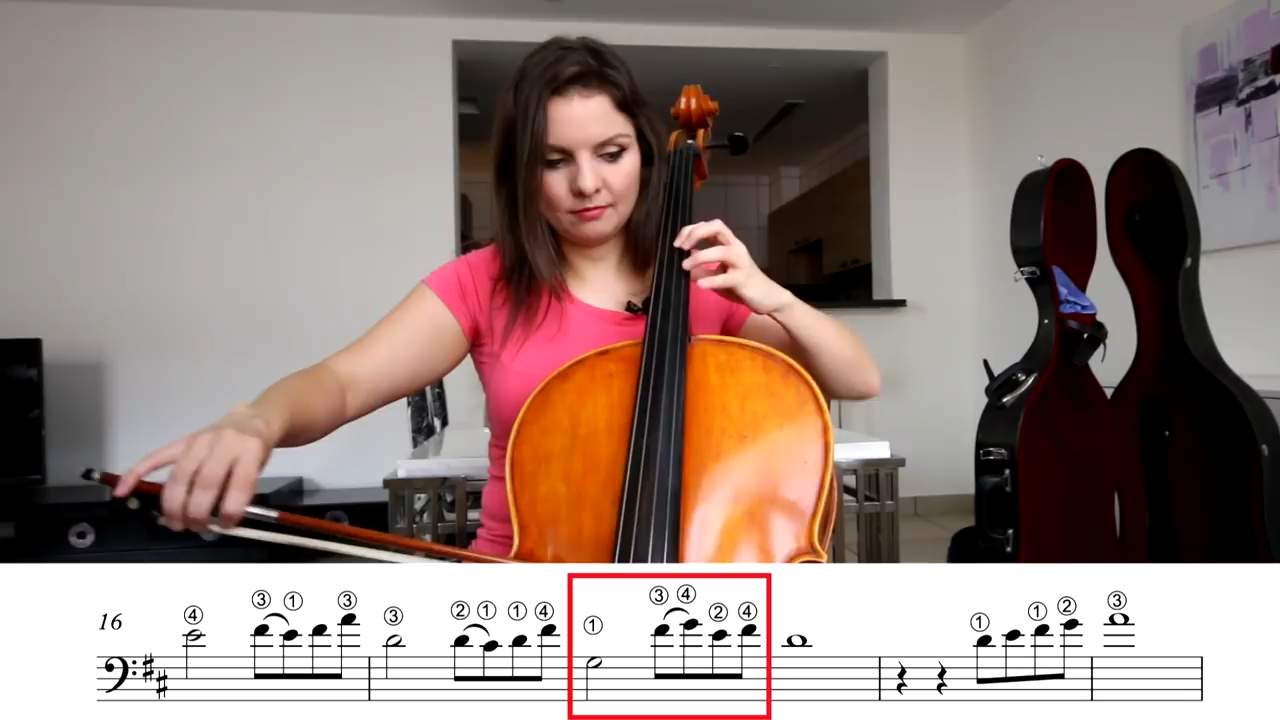 16
④ ③ ① ③ ③ ② ① ① ④ ① ③ ④ ② ④ ① ① ② ③